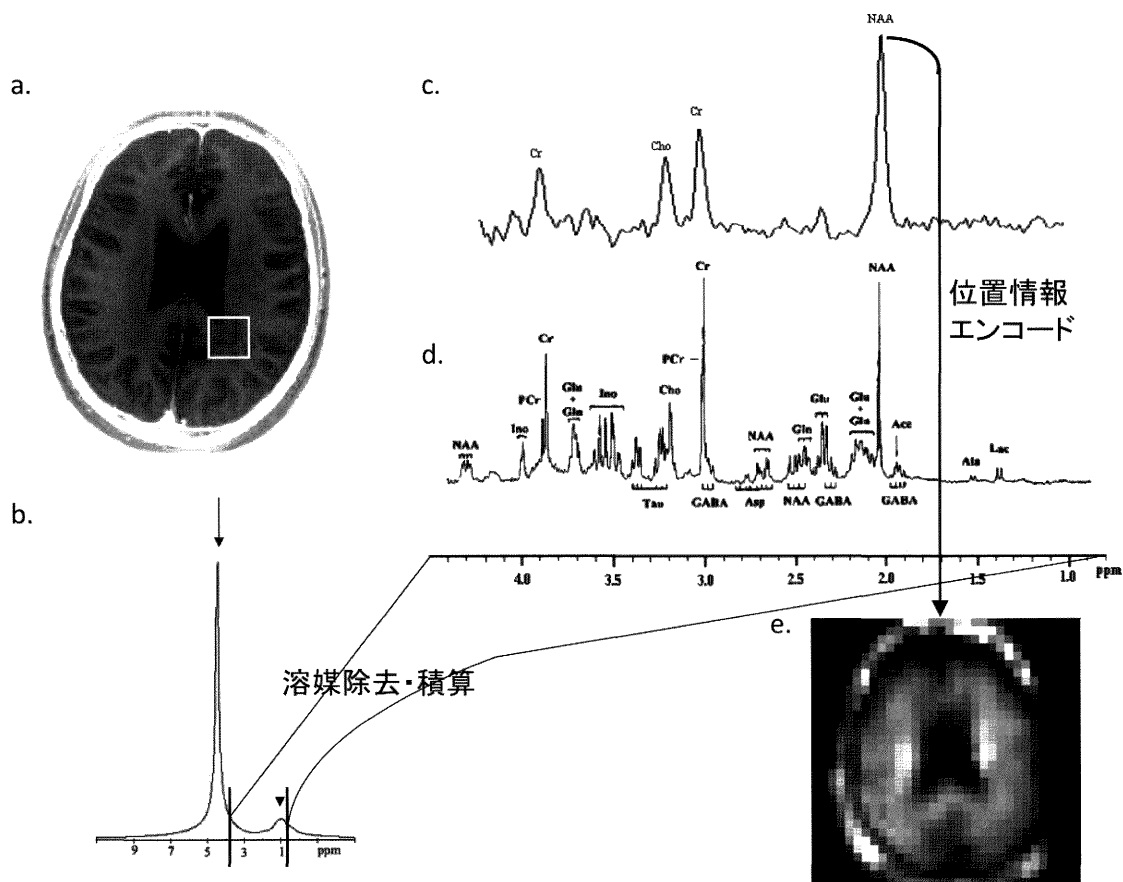 a.
c.
NAA
Cr
Cho
Cr
位置情報
エンコード
d.
NAA
Ino
PCr
Cr
Glu
+
Gln
Ino
Cho
PCr
Cr
NAA
Gln
Glu
Glu
+
Gln
NAA
Ace
Ala
Lac
Tau
GABA
Asp
NAA
GABA
GABA
4.0
3.5
3.0
2.5
2.0
1.5
1.0
ppm
b.
溶媒除去・積算
9
7
5
3
1
ppm
e.